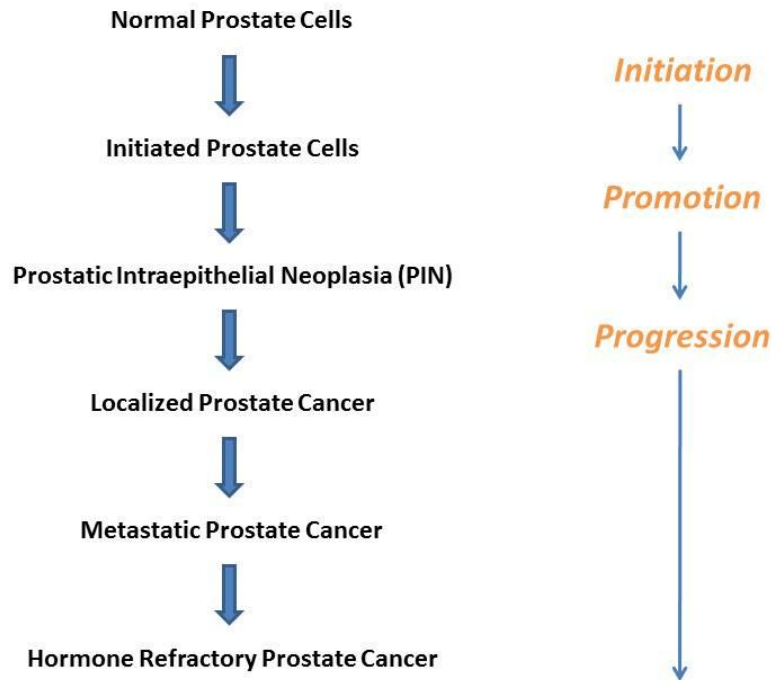 Normal Prostate Cells
Initiation
Initiated Prostate Cells
Promotion
Prostatic Intraepithelial Neoplasia (PIN)
Progression
Localized Prostate Cancer
Metastatic Prostate Cancer
Hormone Refractory Prostate Cancer